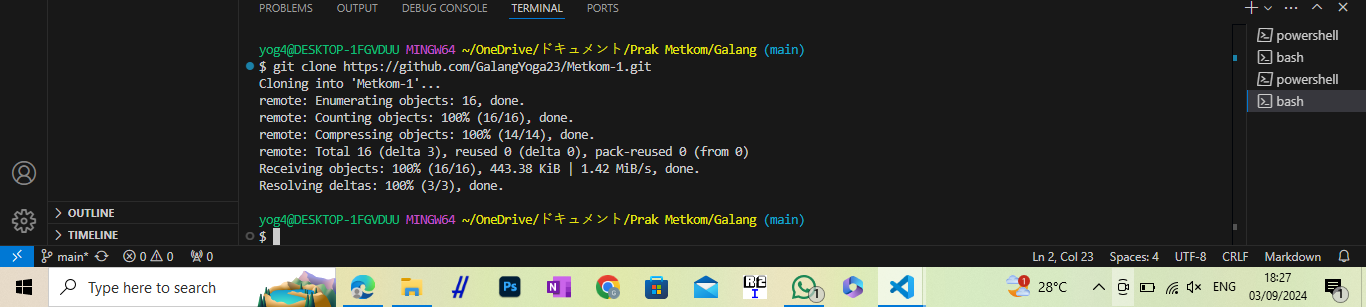 PROBLEMS OUTPUT DEBUG CONSOLE TERMINAL PORTS
yog4@DESKTOP-1FGVDUU MINGW64 ~/OneDrive/ドキュメント/Prak Metkom/Galang (main)
$ git clone https://github.com/GalangYoga23/Metkom-1.git
Cloning into 'Metkom-1'...
remote: Enumerating objects: 16, done.
remote: Counting objects: 100% (16/16), done.
remote: Compressing objects: 100% (14/14), done.
remote: Total 16 (delta 3), reused 0 (delta 0), pack-reused 0 (from 0)
Receiving objects: 100% (16/16), 443.38 KiB | 1.42 MiB/s, done.
Resolving deltas: 100% (3/3), done.
yog4@DESKTOP-1FGVDUU MINGW64 ~/OneDrive/ドキュメント/Prak Metkom/Galang (main)
$
powershell
bash
powershell
bash
OUTLINE
TIMELINE
main* 0 0 0 Ln 2, Col 23 Spaces: 4 UTF-8 CRLF Markdown
Type here to search
Ps
N
1
1
28°C
ENG
18:27
03/09/2024
1